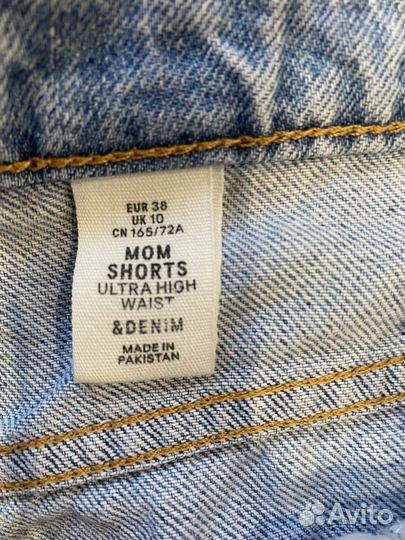 EUR 38
UK 10
CN 165/72A
MOM
SHORTS
ULTRA HIGH
WAIST
&DENIM
MADE IN
PAKISTAN
Avito